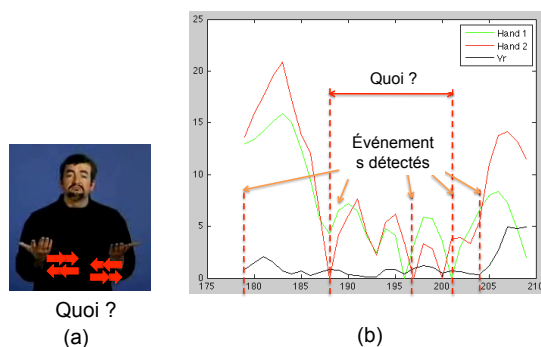 Quoi ?
(a)
25
20
15
10
5
0
175
180
185
190
195
200
205
210
Hand 1
Hand 2
Yr
Quoi ?
Événement
s détectés
(b)